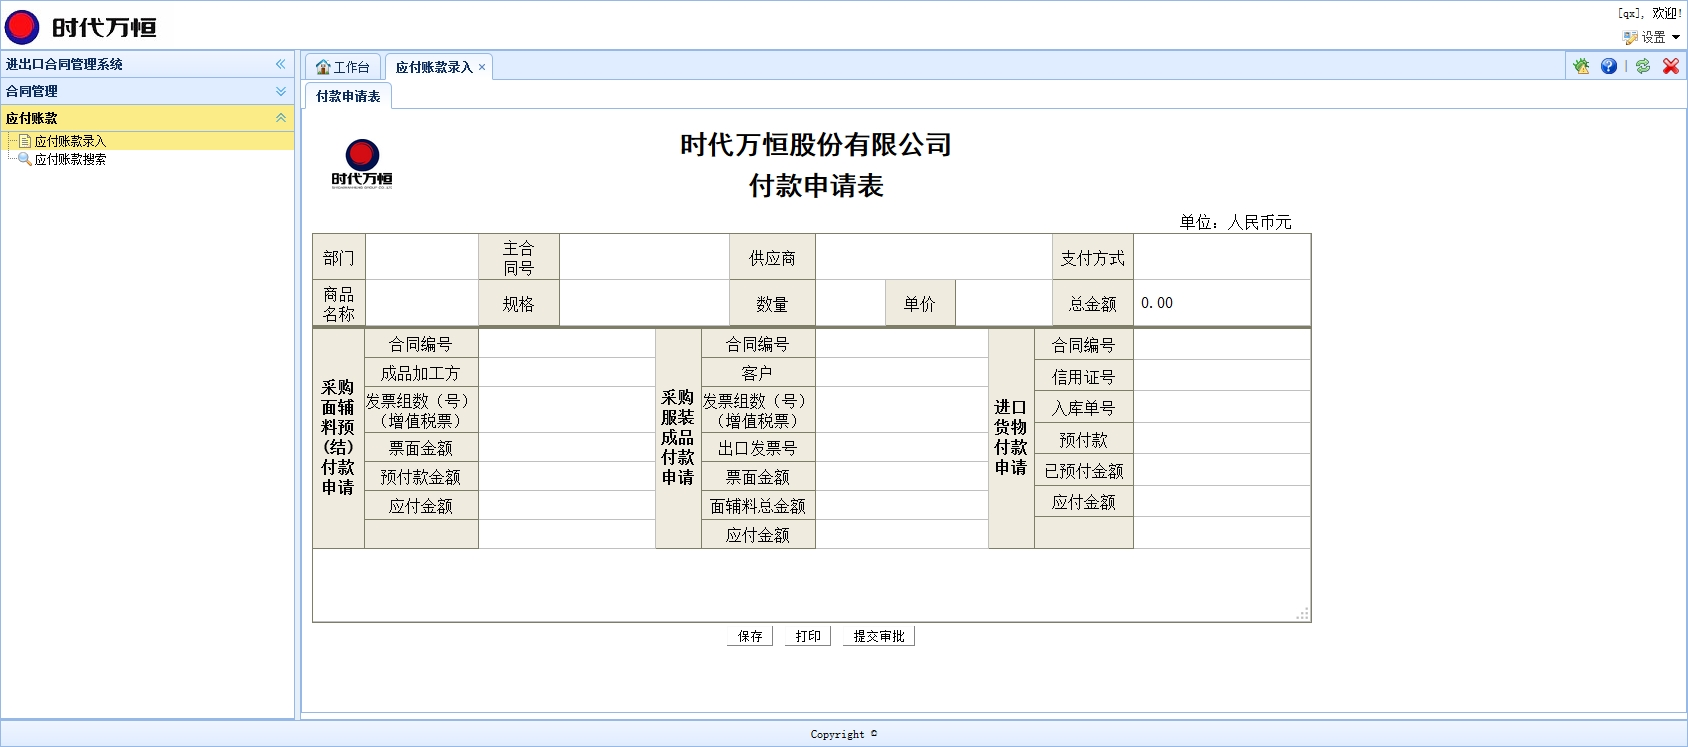 时代万恒
[qx], 欢迎!
设置
进出口合同管理系统
合同管理
应付账款
应付账款录入
应付账款搜索
工作台
应付账款录入
付款申请表
时代万恒
时代万恒股份有限公司
付款申请表
单位：人民币元
部门
主合
同号
供应商
支付方式
商品
名称
规格
数量
单价
总金额
0.00
采购
面辅
料预
(结)
付款
申请
合同编号
成品加工方
发票组数（号）
（增值税票）
票面金额
预付款金额
应付金额
采购
服装
成品
付款
申请
合同编号
客户
发票组数（号）
（增值税票）
出口发票号
票面金额
面辅料总金额
应付金额
进口
货物
付款
申请
合同编号
信用证号
入库单号
预付款
已预付金额
应付金额
保存
打印
提交审批
Copyright ©